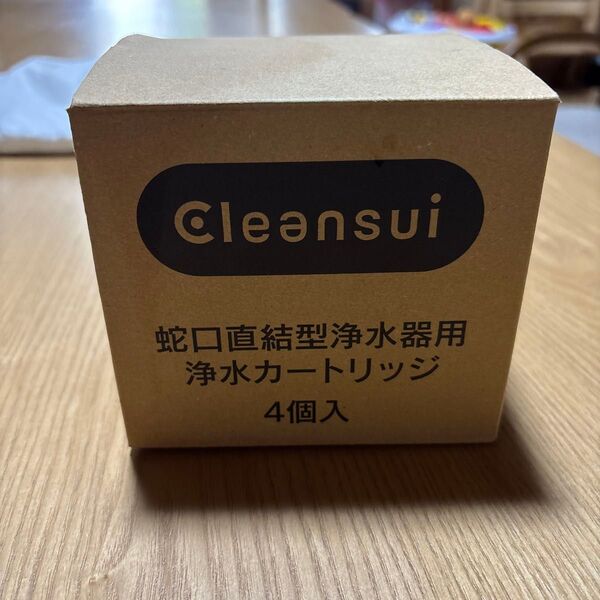 Cleansui
蛇口直結型浄水器用
浄水カートリッジ
4個入